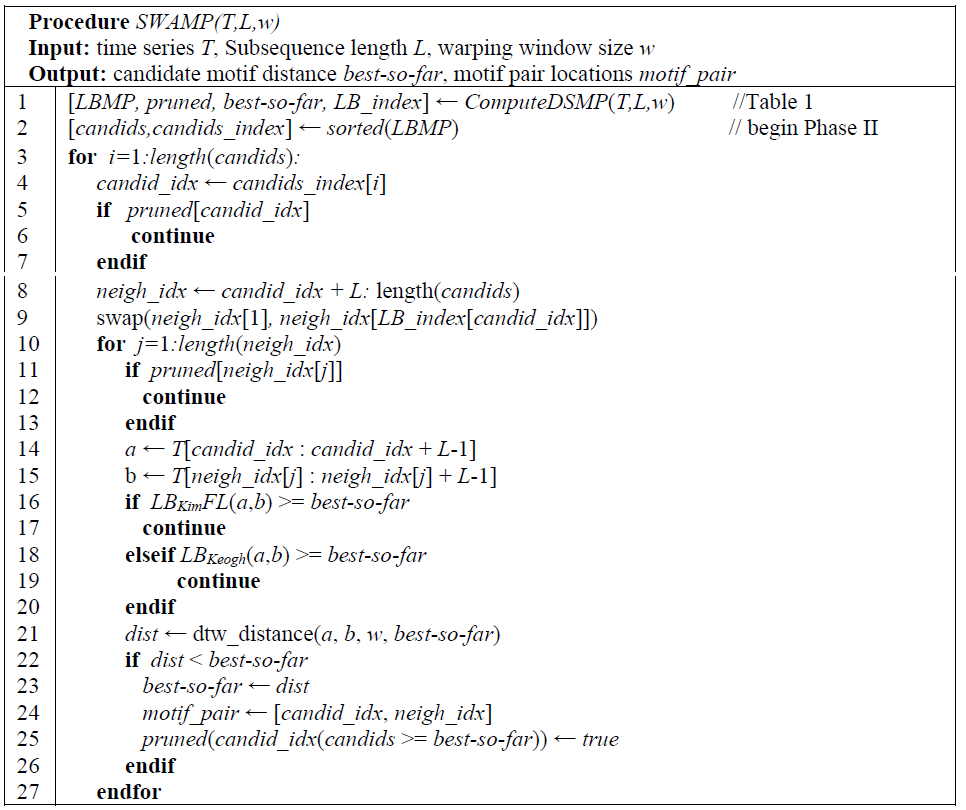 Procedure SWAMP(T,L,w)
Input: time series T, Subsequence length L, warping window size w
Output: candidate motif distance best-so-far, motif pair locations motif_pair
1 [LBMP, pruned, best-so-far, LB_index] ← ComputeDSMP(T,L,w) //Table 1
2 [candids,candids_index] ← sorted(LBMP) // begin Phase II
3 for i=1:length(candids):
4 candid_idx ← candids_index[i]
5 if pruned[candid_idx]
6 continue
7 endif
8 neigh_idx ← candid_idx + L: length(candids)
9 swap(neigh_idx[1], neigh_idx[LB_index[candid_idx]])
10 for j=1:length(neigh_idx)
11 if pruned[neigh_idx[j]]
12 continue
13 endif
14 a ← T[candid_idx : candid_idx + L-1]
15 b ← T[neigh_idx[j] : neigh_idx[j] + L-1]
16 if LBKimFL(a,b) >= best-so-far
17 continue
18 elseif LBKeogh(a,b) >= best-so-far
19 continue
20 endif
21 dist ← dtw_distance(a, b, w, best-so-far)
22 if dist < best-so-far
23 best-so-far ← dist
24 motif_pair ← [candid_idx, neigh_idx]
25 pruned(candid_idx(candids >= best-so-far)) ← true
26 endif
27 endfor